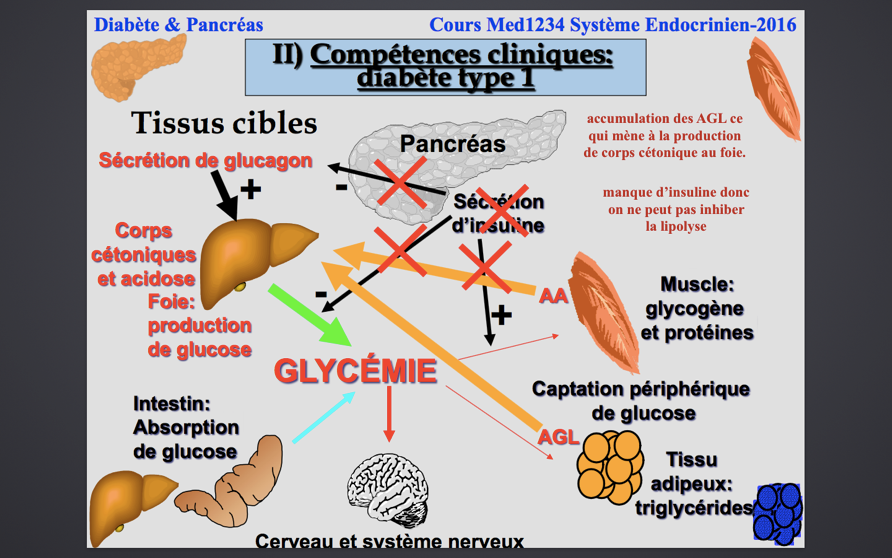 Diabète & Pancréas
Cours Med1234 Système Endocrinien-2016
II) Compétences cliniques:
diabète type 1
Tissus cibles
accumulation des AGL ce
qui mène à la production
de corps cétonique au foie.
Pancréas
Sécrétion de glucagon
-
+
manque d’insuline donc
on ne peut pas inhiber
la lipolyse
Sécrétion
d’insuline
Corps
cétoniques
et acidose
Foie:
production
de glucose
-
+
AA
Muscle:
glycogène
et protéines
GLYCÉMIE
Captation périphérique
de glucose
Intestin:
Absorption
de glucose
AGL
Tissu
adipeux:
triglycérides
Cerveau et système nerveux